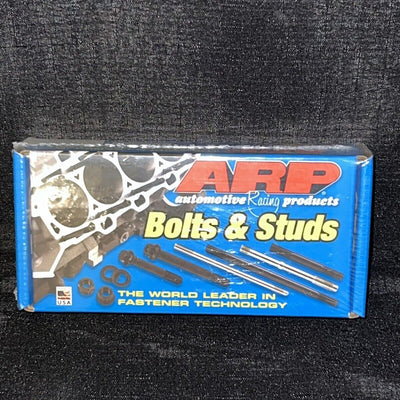 ARP
automotive Racing products
Bolts & Studs
THE WORLD LEADER IN
FASTENER TECHNOLOGY
USA